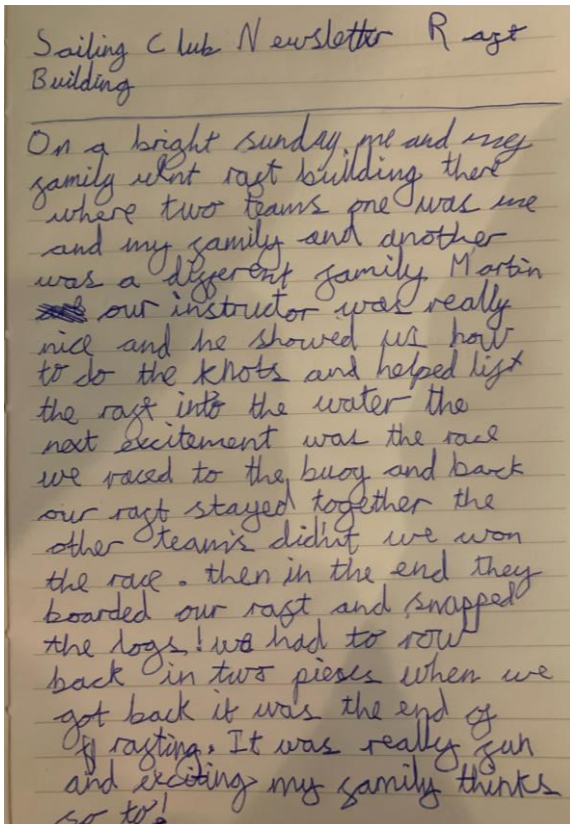 Sailing Club Newsletter Raft
Building
On a bright sunday, me and my
family went raft building there
where two teams one was me
and my family and another
was a different family Martin
our instructor was really
nice and he showed us how
to do the knots and helped lift
the raft into the water the
next excitement was the race
we raced to the buoy and back
our raft stayed together the
other team's didn't we won
the race. then in the end they
boarded our raft and snapped
the logs! we had to row
back in two pieses when we
got back it was the end of
rafting. It was really fun
and exciting my family thinks
so to!